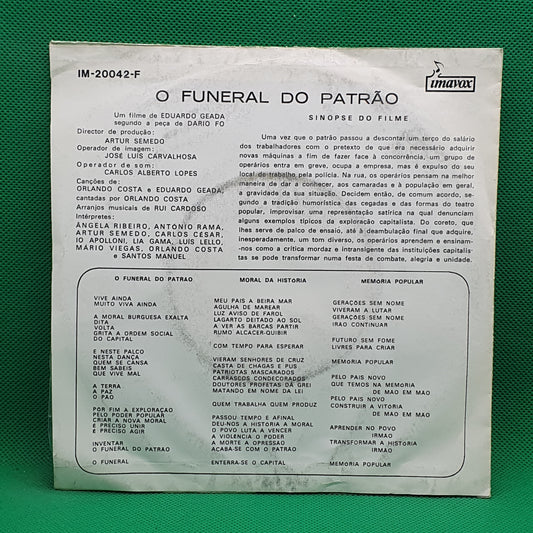 IM-20042-F
imavox
O FUNERAL DO PATRÃO
Um filme de EDUARDO GEADA
segundo a peça de DARIO FO
Director de produção:
ARTUR SEMEDO
Operador de imagem:
JOSÉ LUIS CARVALHOSA
Operador de som:
CARLOS ALBERTO LOPES
Canções de:
ORLANDO COSTA e EDUARDO GEADA,
cantadas por ORLANDO COSTA
Arranjos musicais de RUI CARDOSO
Intérpretes:
ÂNGELA RIBEIRO, ANTONIO RAMA,
ARTUR SEMEDO, CARLOS CÉSAR,
IO APOLLONI, LIA GAMA, LUIS LELLO,
MÁRIO VIEGAS, ORLANDO COSTA
e SANTOS MANUEL
SINOPSE DO FILME
Uma vez que o patrão passou a descontar um terço do salário
dos trabalhadores com o pretexto de que era necessário adquirir
novas máquinas a fim de fazer face à concorrência, um grupo de
operários entra em greve, ocupa a empresa, mas é expulso do seu
local de trabalho pela polícia. Na rua, os operários pensam na melhor
maneira de dar a conhecer, aos camaradas e à população em geral,
a gravidade da sua situação. Decidem então, de comum acordo, se-
gundo a tradição humorística das cegadas e das formas do teatro
popular, improvisar uma representação satírica na qual denunciam
alguns exemplos típicos da exploração capitalista. Do coreto, que
lhes serve de palco de ensaio, até à deambulação final que adquire,
inesperadamente, um tom diverso, os operários aprendem e ensinam-
-nos como a crítica mordaz e intransigente das instituições capitalis-
tas se pode transformar numa festa de combate, alegria e unidade.
O FUNERAL DO PATRAO
VIVE AINDA
MUITO VIVA AINDA
A MORAL BURGUESA EXALTA
DITA
VOLTA
GRITA A ORDEM SOCIAL
DO CAPITAL
E NESTE PALCO
NESTA DANÇA
QUEM SE CANSA
BEM SABEIS
QUE VIVE MAL
A TERRA
A PAZ
O PÃO
POR FIM A EXPLORAÇÃO
PELO PODER POPULAR
CRIAR A NOVA MORAL
É PRECISO UNIR
É PRECISO AGIR
INVENTAR
O FUNERAL DO PATRÃO
O FUNERAL
MORAL DA HISTORIA
MEU PAIS A BEIRA MAR
AGULHA DE MAREAR
LUZ AVISO DE FAROL
LAGARTO DEITADO AO SOL
A VER AS BARCAS PARTIR
RUMO ALCACER-QUIBIR
COM TEMPO PARA ESPERAR
VIERAM SENHORES DE CRUZ
CASTA DE CHAGAS E PUS
PATRIOTAS MASCARADOS
CARRASCOS CONDECORADOS
DOUTORES PROFETAS DA GREI
MATANDO EM NOME DA LEI
QUEM TRABALHA QUEM PRODUZ
PASSOU TEMPO E AFINAL
DEU-NOS A HISTORIA A MORAL
O POVO LUTA A VENCER
A VIOLENCIA O PODER
A MORTE A OPRESSAO
ACABA-SE COM O PATRAO
ENTERRA-SE O CAPITAL
MEMORIA POPULAR
GERAÇÕES SEM NOME
VIVERAM A LUTAR
GERAÇÕES SEM NOME
IRAO CONTINUAR
FUTURO SEM FOME
LIVRES PARA CRIAR
MEMORIA POPULAR
PELO PAIS NOVO
QUE TEMOS NA MEMORIA
DE MAO EM MAO
PELO PAIS NOVO
CONSTRUIR A VITORIA
DE MAO EM MAO
APRENDER NO POVO
IRMAO
TRANSFORMAR A HISTORIA
IRMAO
MEMORIA POPULAR